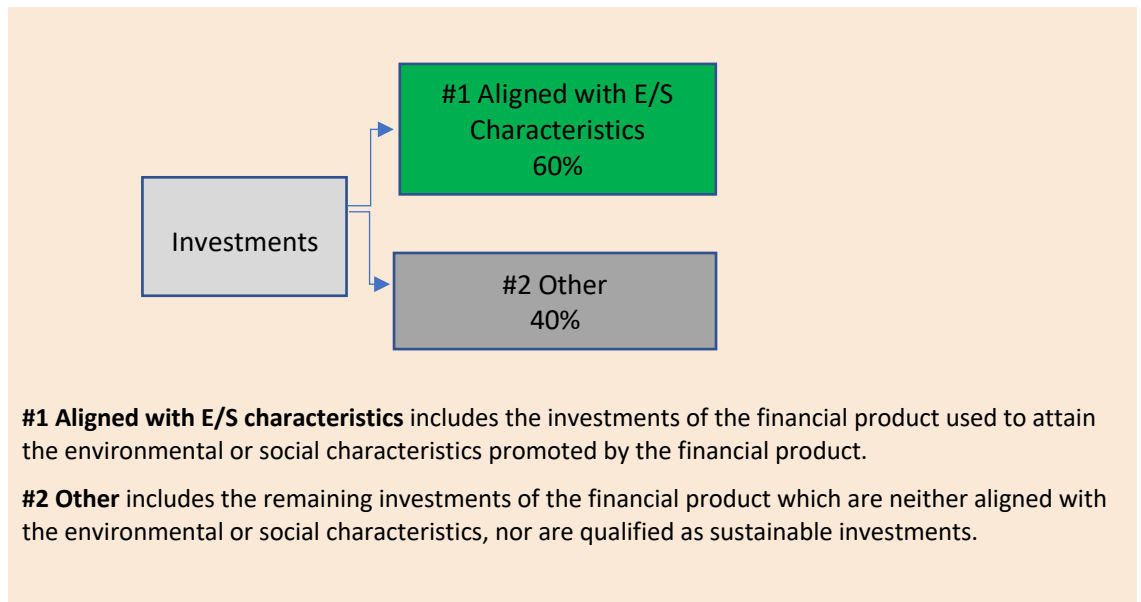 #1 Aligned with E/S
Characteristics
60%
Investments
#2 Other
40%
#1 Aligned with E/S characteristics includes the investments of the financial product used to attain
the environmental or social characteristics promoted by the financial product.
#2 Other includes the remaining investments of the financial product which are neither aligned with
the environmental or social characteristics, nor are qualified as sustainable investments.